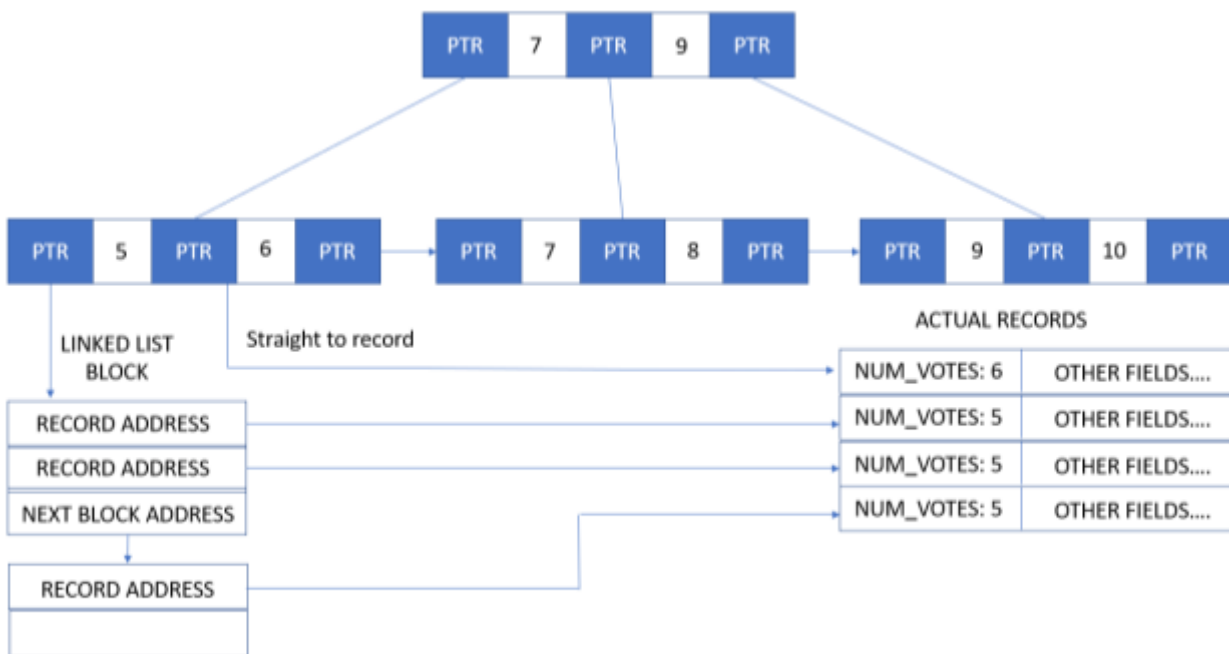 PTR 7 PTR 9 PTR
PTR 5 PTR 6 PTR PTR 7 PTR 8 PTR PTR 9 PTR 10 PTR
ACTUAL RECORDS
LINKED LIST
BLOCK
Straight to record
NUM_VOTES: 6 OTHER FIELDS....
RECORD ADDRESS NUM_VOTES: 5 OTHER FIELDS....
RECORD ADDRESS NUM_VOTES: 5 OTHER FIELDS....
NEXT BLOCK ADDRESS NUM_VOTES: 5 OTHER FIELDS....
RECORD ADDRESS